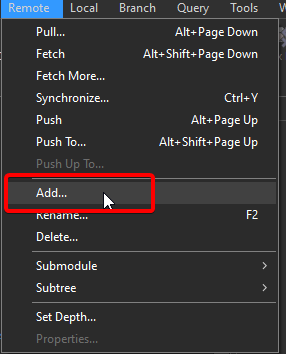 Remote Local Branch Query Tools W
Pull... Alt+Page Down
Fetch Alt+Shift+Page Down
Fetch More...
Synchronize... Ctrl+Y
Push Alt+Page Up
Push To... Alt+Shift+Page Up
Push Up To...
Add...
Rename... F2
Delete...
Submodule
Subtree
Set Depth...
Properties...